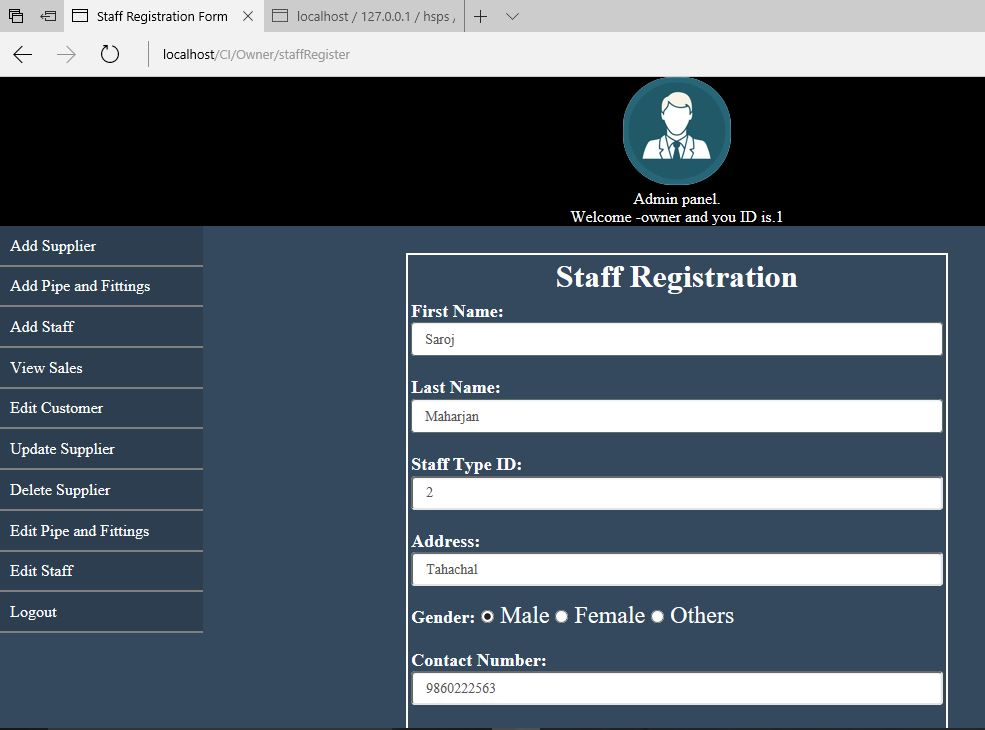 Staff Registration Form
localhost / 127.0.0.1 / hsps /
localhost/CI/Owner/staffRegister
Admin panel.
Welcome -owner and you ID is.1
Add Supplier
Add Pipe and Fittings
Add Staff
View Sales
Edit Customer
Update Supplier
Delete Supplier
Edit Pipe and Fittings
Edit Staff
Logout
Staff Registration
First Name:
Saroj
Last Name:
Maharjan
Staff Type ID:
2
Address:
Tahachal
Gender: Male Female Others
Contact Number:
9860222563